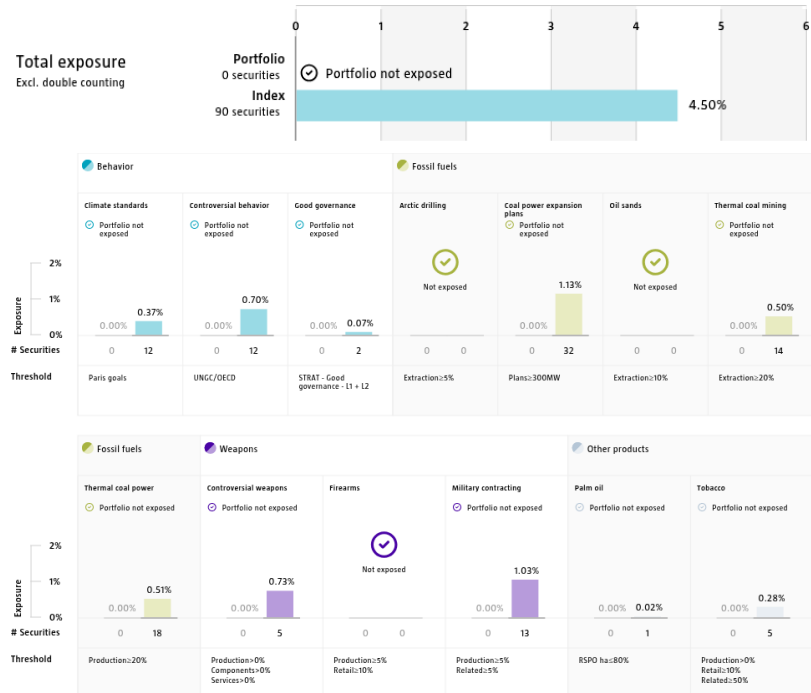 0 1 2 3 4 5 6
Total exposure
Excl. double counting
Portfolio
0 securities
Portfolio not exposed
Index
90 securities
4.50%
Behavior
Fossil fuels
Climate standards
Portfolio not
exposed
Controversial behavior
Portfolio not
exposed
Good governance
Portfolio not
exposed
Arctic drilling
Not exposed
Coal power expansion
plans
Portfolio not
exposed
Oil sands
Not exposed
Thermal coal mining
Portfolio not
exposed
Exposure
2%
1%
0%
0.00% 0.37% 0.00% 0.70% 0.00% 0.07% 0.00% 1.13% 0.00% 0.50%
# Securities 0 12 0 12 0 2 0 0 0 32 0 0 0 14
Threshold
Paris goals
UNGC/OECD
STRAT - Good
governance - L1 + L2
Extraction≥5%
Plans≥300MW
Extraction≥10%
Extraction≥20%
Fossil fuels
Weapons
Other products
Thermal coal power
Portfolio not exposed
Controversial weapons
Portfolio not exposed
Firearms
Not exposed
Military contracting
Portfolio not exposed
Palm oil
Portfolio not exposed
Tobacco
Portfolio not exposed
Exposure
2%
1%
0%
0.00% 0.51% 0.00% 0.73% 0.00% 1.03% 0.00% 0.02% 0.00% 0.28%
# Securities 0 18 0 5 0 0 0 13 0 1 0 5
Threshold
Production≥20%
Production>0%
Components>0%
Services>0%
Production≥5%
Retail≥10%
Production≥5%
Related≥5%
RSPO ha≤80%
Production>0%
Retail≥10%
Related≥50%